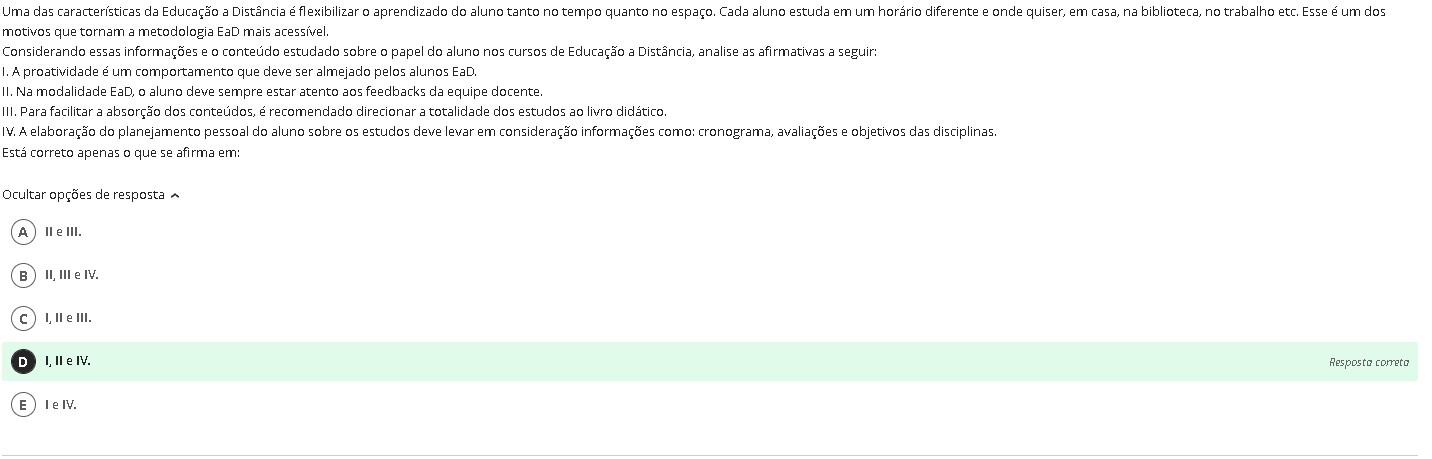 Uma das características da Educação a Distância é flexibilizar o aprendizado do aluno tanto no tempo quanto no espaço. Cada aluno estuda em um horário diferente e onde quiser, em casa, na biblioteca, no trabalho etc. Esse é um dos
motivos que tornam a metodologia EaD mais acessível.
Considerando essas informações e o conteúdo estudado sobre o papel do aluno nos cursos de Educação a Distância, analise as afirmativas a seguir:
I. A proatividade é um comportamento que deve ser almejado pelos alunos EaD.
II. Na modalidade EaD, o aluno deve sempre estar atento aos feedbacks da equipe docente.
III. Para facilitar a absorção dos conteúdos, é recomendado direcionar a totalidade dos estudos ao livro didático.
IV. A elaboração do planejamento pessoal do aluno sobre os estudos deve levar em consideração informações como: cronograma, avaliações e objetivos das disciplinas.
Está correto apenas o que se afirma em:
Ocultar opções de resposta
A II e III.
B II, III e IV.
C I, II e III.
D I, II e IV. Resposta correta
E I e IV.